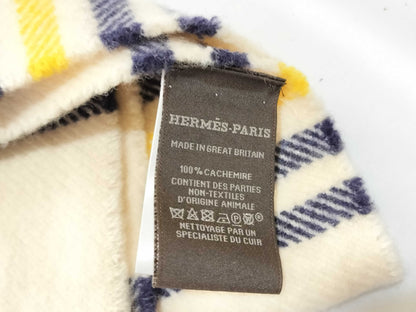 HERMÈS-PARIS
MADE IN GREAT BRITAIN
100% CACHEMIRE
CONTIENT DES PARTIES
NON-TEXTILES
D'ORIGINE ANIMALE
NETTOYAGE PAR UN
SPECIALISTE DU CUIR